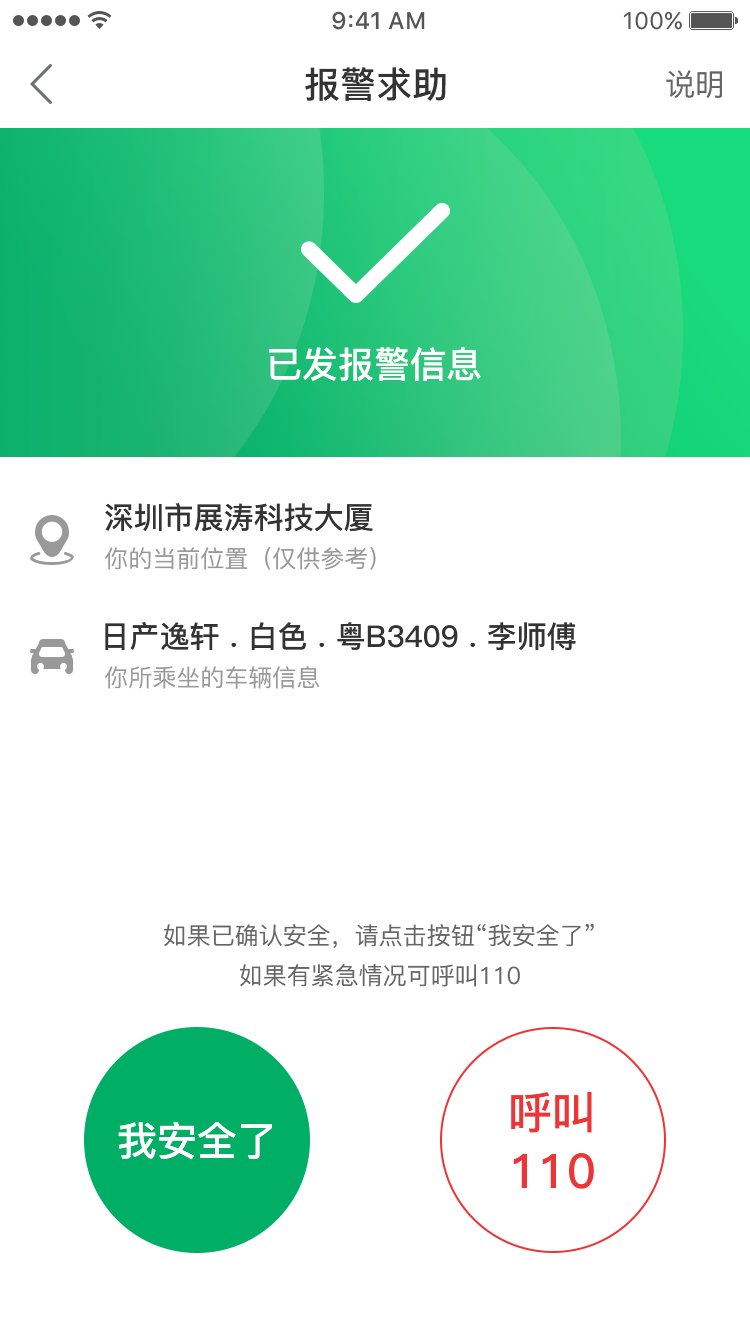 9:41 AM 100%
报警求助 说明
已发报警信息
深圳市展涛科技大厦
你的当前位置（仅供参考）
日产逸轩 . 白色 . 粤B3409 . 李师傅
你所乘坐的车辆信息
如果已确认安全，请点击按钮“我安全了”
如果有紧急情况可呼叫110
我安全了
呼叫
110